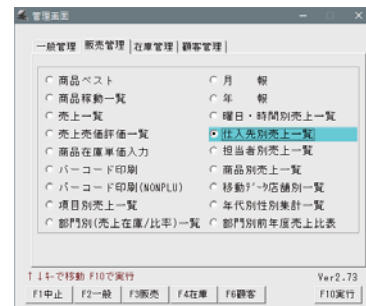 管理画面
一般管理 販売管理 在庫管理 顧客管理
商品ベスト
商品稼動一覧
売上一覧
売上売価評価一覧
商品在庫単価入力
バーコード印刷
バーコード印刷(NONPLU)
項目別売上一覧
部門別(売上在庫/比率)一覧
月 報
年 報
曜日・時間別売上一覧
仕入先別売上一覧
担当者別売上一覧
商品別売上一覧
移動データ店舗別一覧
年代別性別集計一覧
部門別前年度売上比表
↑↓キーで移動 F10で実行 Ver2.73
F1中止 F2一般 F3販売 F4在庫 F6顧客 F10実行